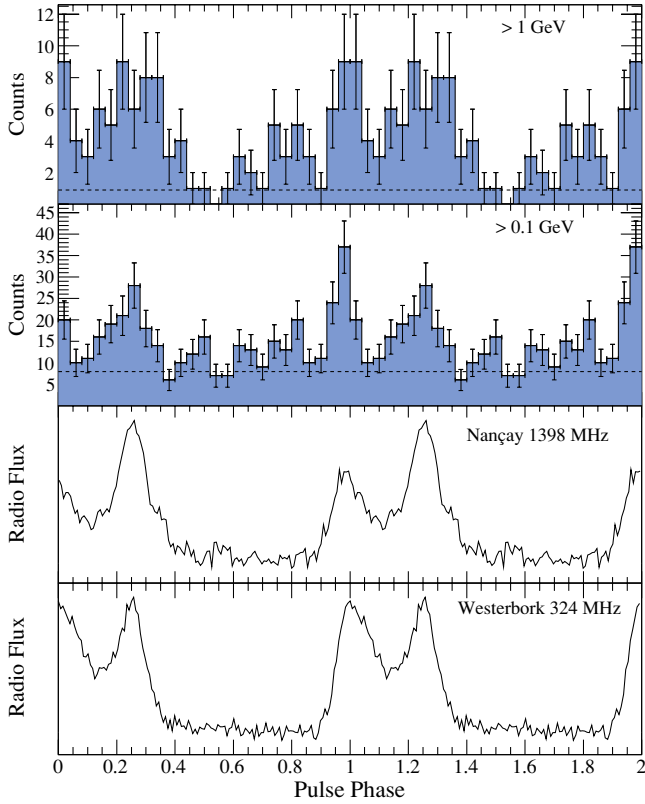 12
> 1 GeV
10
8
6
4
2
Counts
45
> 0.1 GeV
40
35
30
25
20
15
10
5
Counts
Nançay 1398 MHz
Radio Flux
Westerbork 324 MHz
Radio Flux
0 0.2 0.4 0.6 0.8 1 1.2 1.4 1.6 1.8 2
Pulse Phase